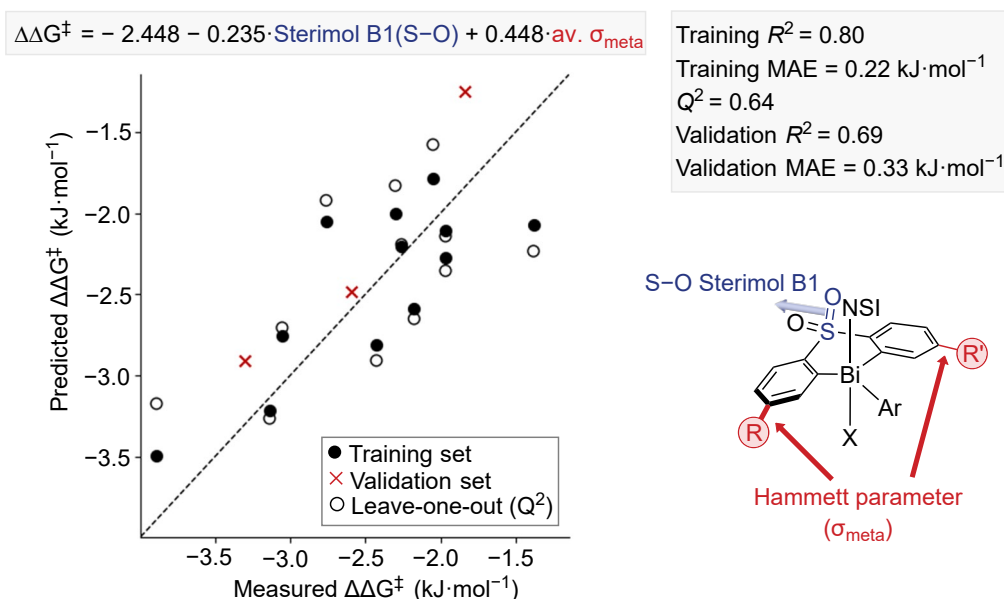 ΔΔG‡ = − 2.448 − 0.235·Sterimol B1(S−O) + 0.448·av. σmeta
Training R² = 0.80
Training MAE = 0.22 kJ·mol⁻¹
Q² = 0.64
Validation R² = 0.69
Validation MAE = 0.33 kJ·mol⁻¹
Predicted ΔΔG‡ (kJ·mol⁻¹)
−1.5
−2.0
−2.5
−3.0
−3.5
Training set
Validation set
Leave-one-out (Q²)
−3.5 −3.0 −2.5 −2.0 −1.5
Measured ΔΔG‡ (kJ·mol⁻¹)
S−O Sterimol B1
O
NSI
O
S
R'
Bi
Ar
R
X
Hammett parameter
(σmeta)